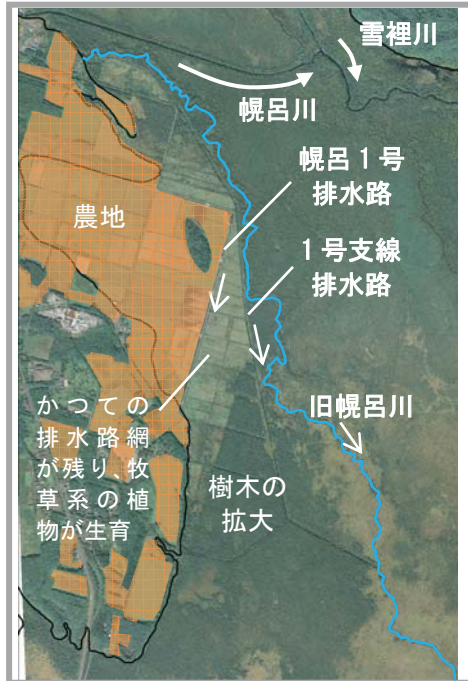 雪裡川
幌呂川
幌呂1号
排水路
農地
1号支線
排水路
旧幌呂川
かつての
排水路網
が残り、牧
草系の植
物が生育
樹木の
拡大